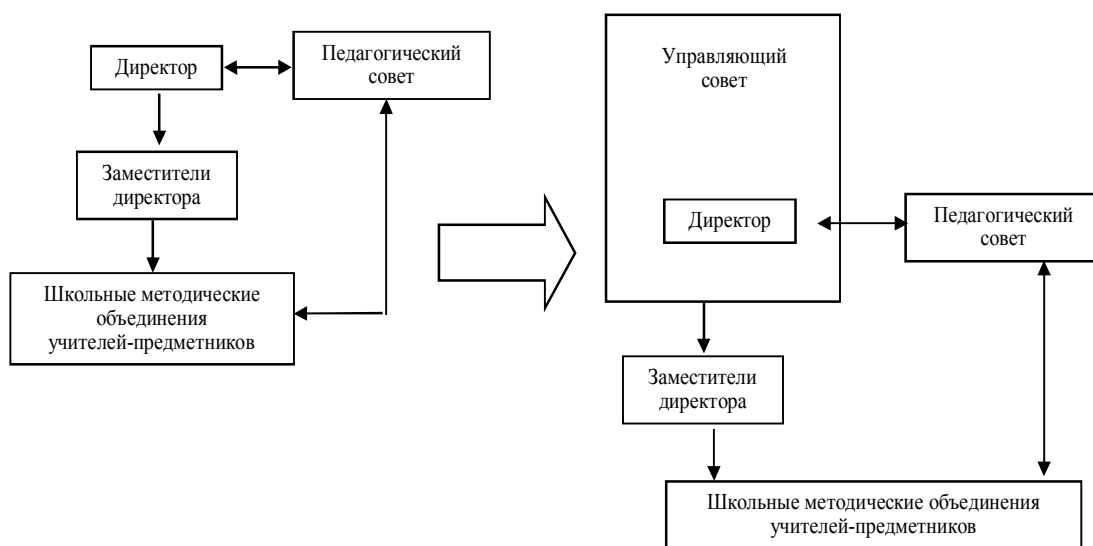 Директор
Педагогический
совет
Заместители
директора
Школьные методические
объединения
учителей-предметников
Управляющий
совет
Директор
Педагогический
совет
Заместители
директора
Школьные методические объединения
учителей-предметников